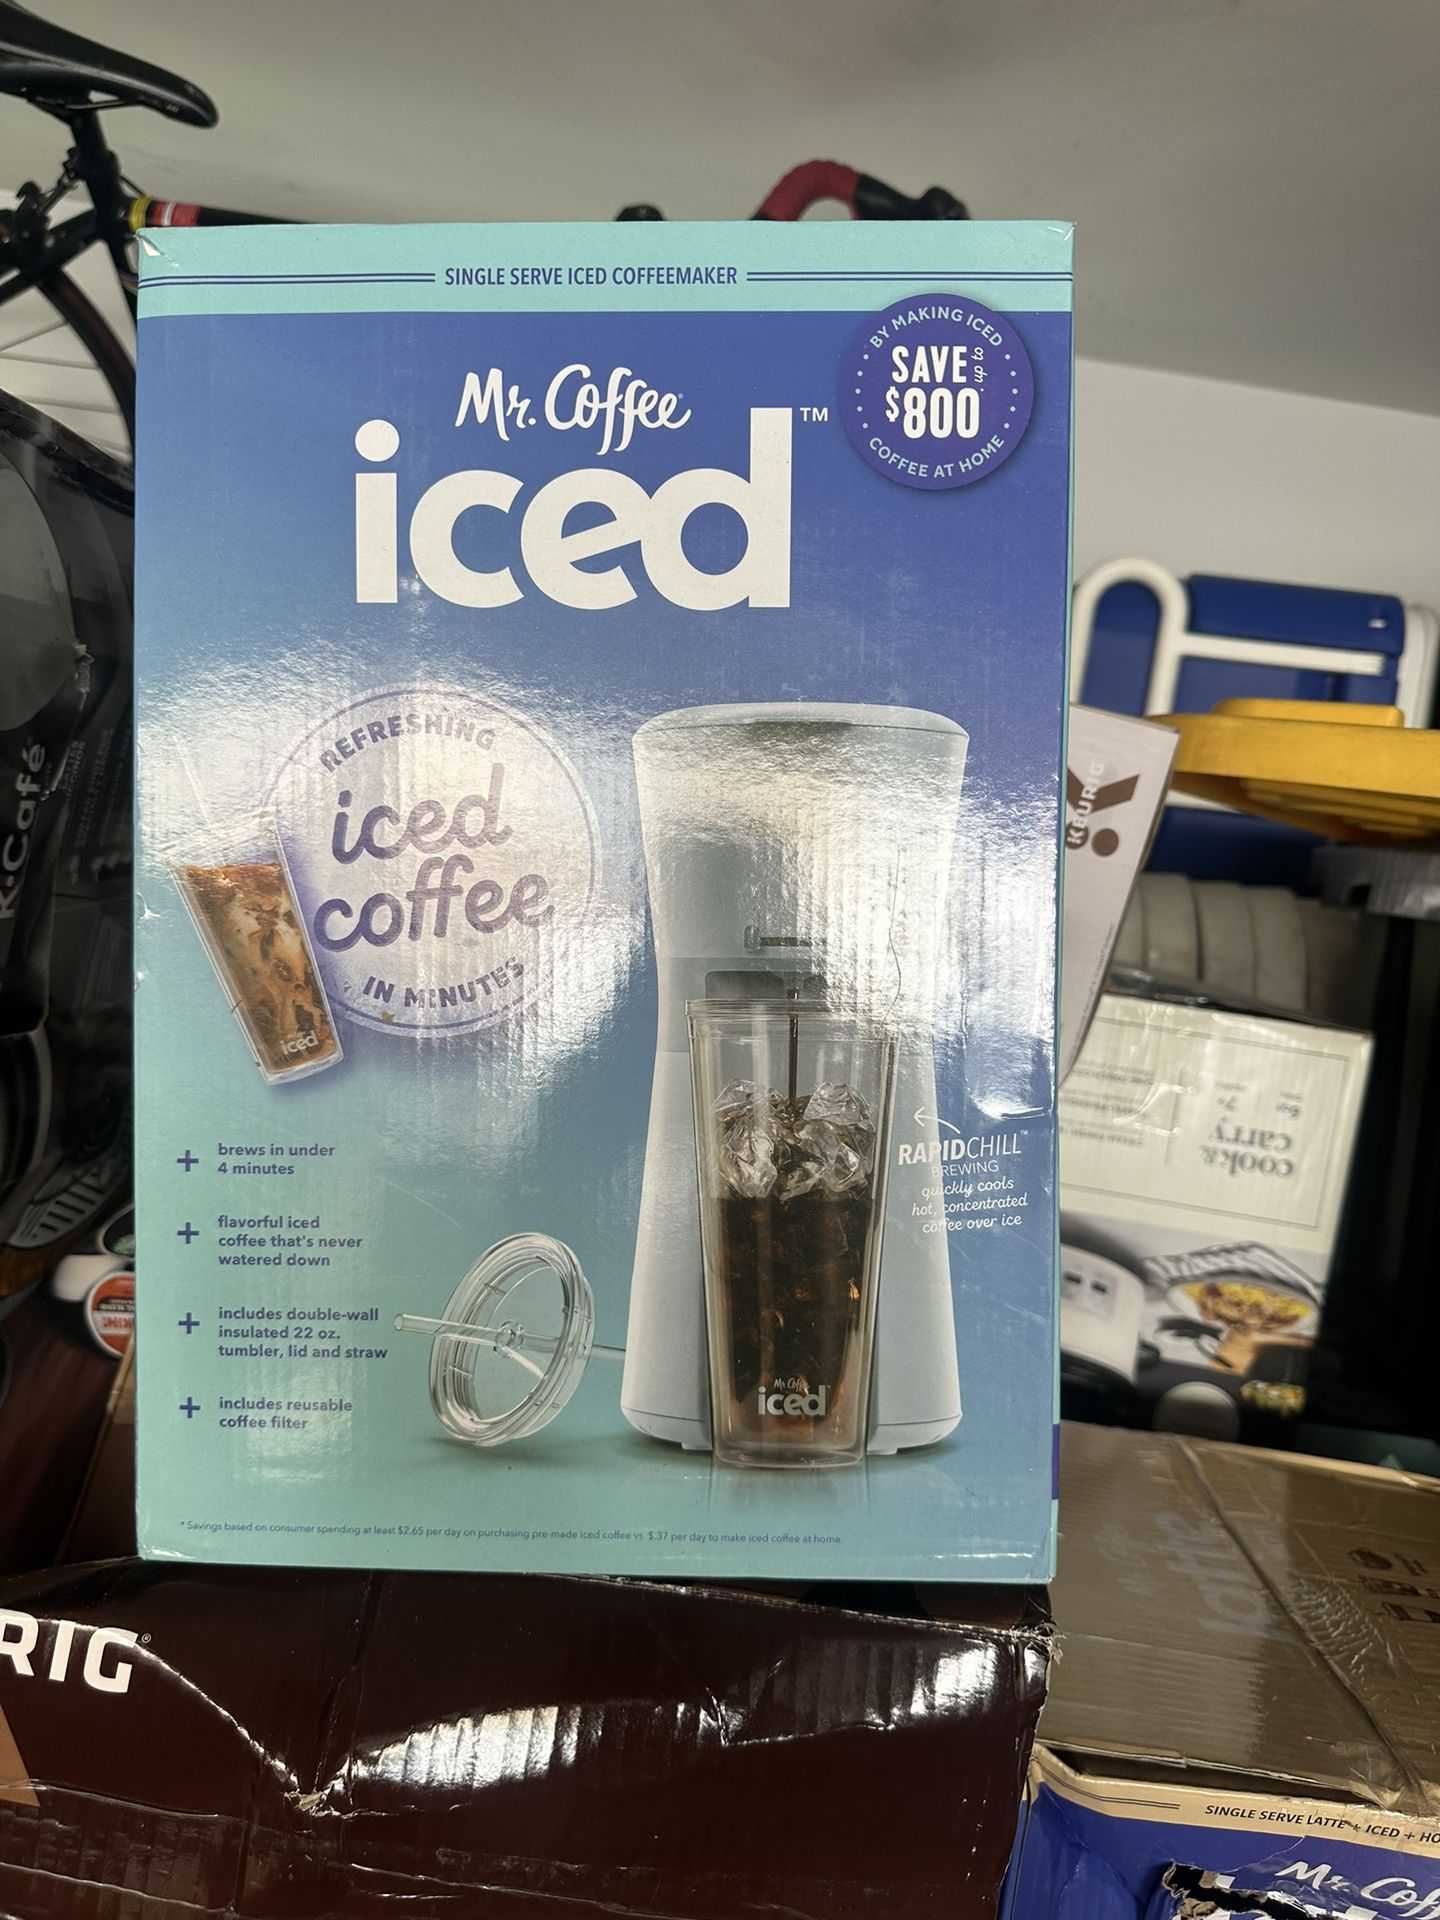 SINGLE SERVE ICED COFFEEMAKER
BY MAKING ICED
SAVE up to
$800*
COFFEE AT HOME
Mr. Coffee
iced™
REFRESHING
iced
coffee
IN MINUTES
iced
+ brews in under
4 minutes
+ flavorful iced
coffee that's never
watered down
+ includes double-wall
insulated 22 oz.
tumbler, lid and straw
+ includes reusable
coffee filter
RAPIDCHILL™
BREWING
quickly cools
hot, concentrated
coffee over ice
Mr. Coffee
iced
* Savings based on consumer spending at least $2.65 per day on purchasing pre-made iced coffee vs. $.37 per day to make iced coffee at home.
K·Café
KEURIG
cook &
carry
RIG®
SINGLE SERVE LATTE + ICED + HO
Mr. Cof